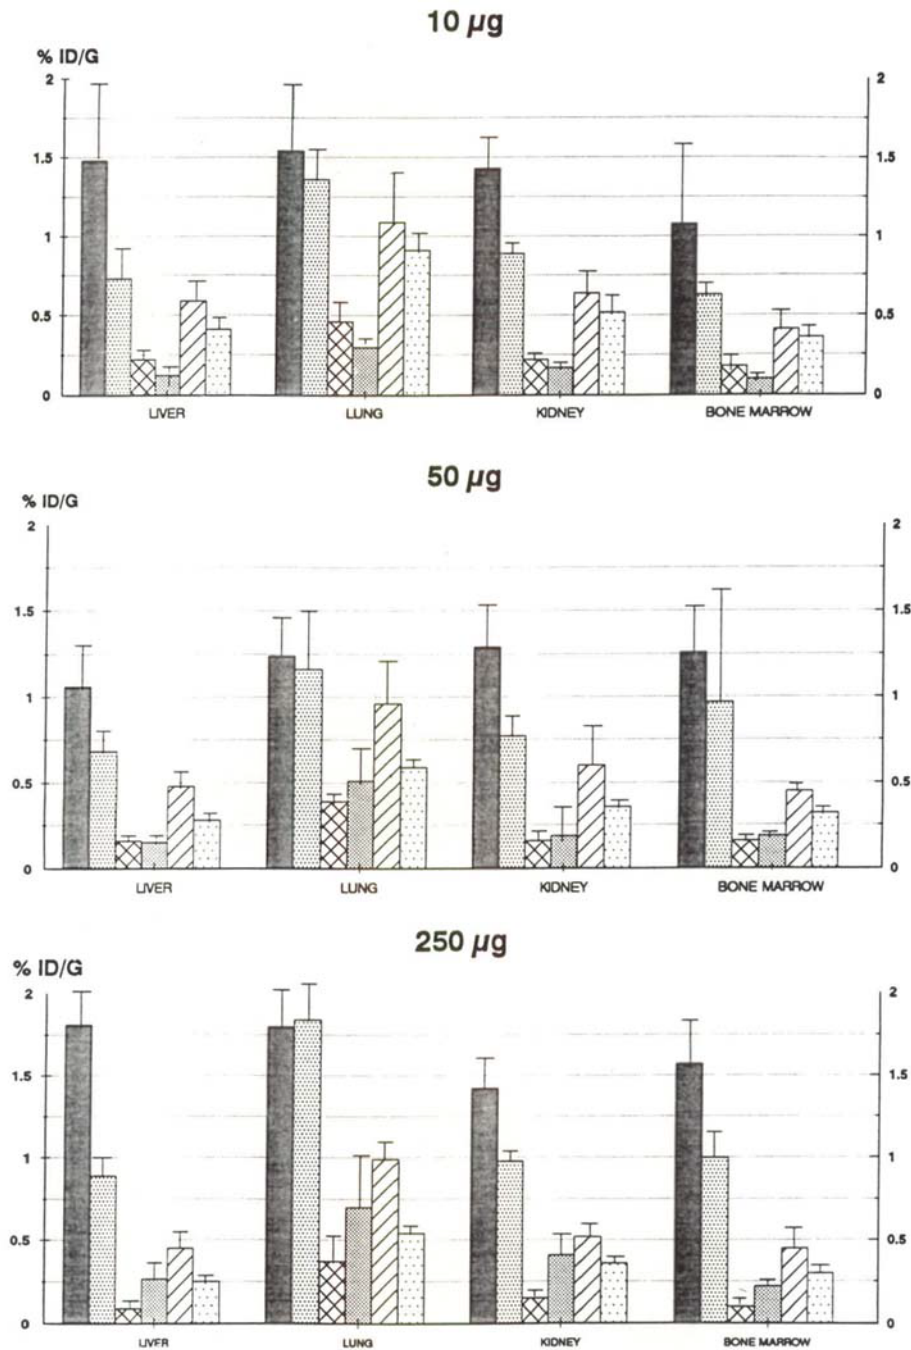 10 µg
% ID/G
2 2
1.5 1.5
1 1
0.5 0.5
0 0
LIVER LUNG KIDNEY BONE MARROW
50 µg
% ID/G
2 2
1.5 1.5
1 1
0.5 0.5
0 0
LIVER LUNG KIDNEY BONE MARROW
250 µg
% ID/G
2 2
1.5 1.5
1 1
0.5 0.5
0 0
LIVER LUNG KIDNEY BONE MARROW